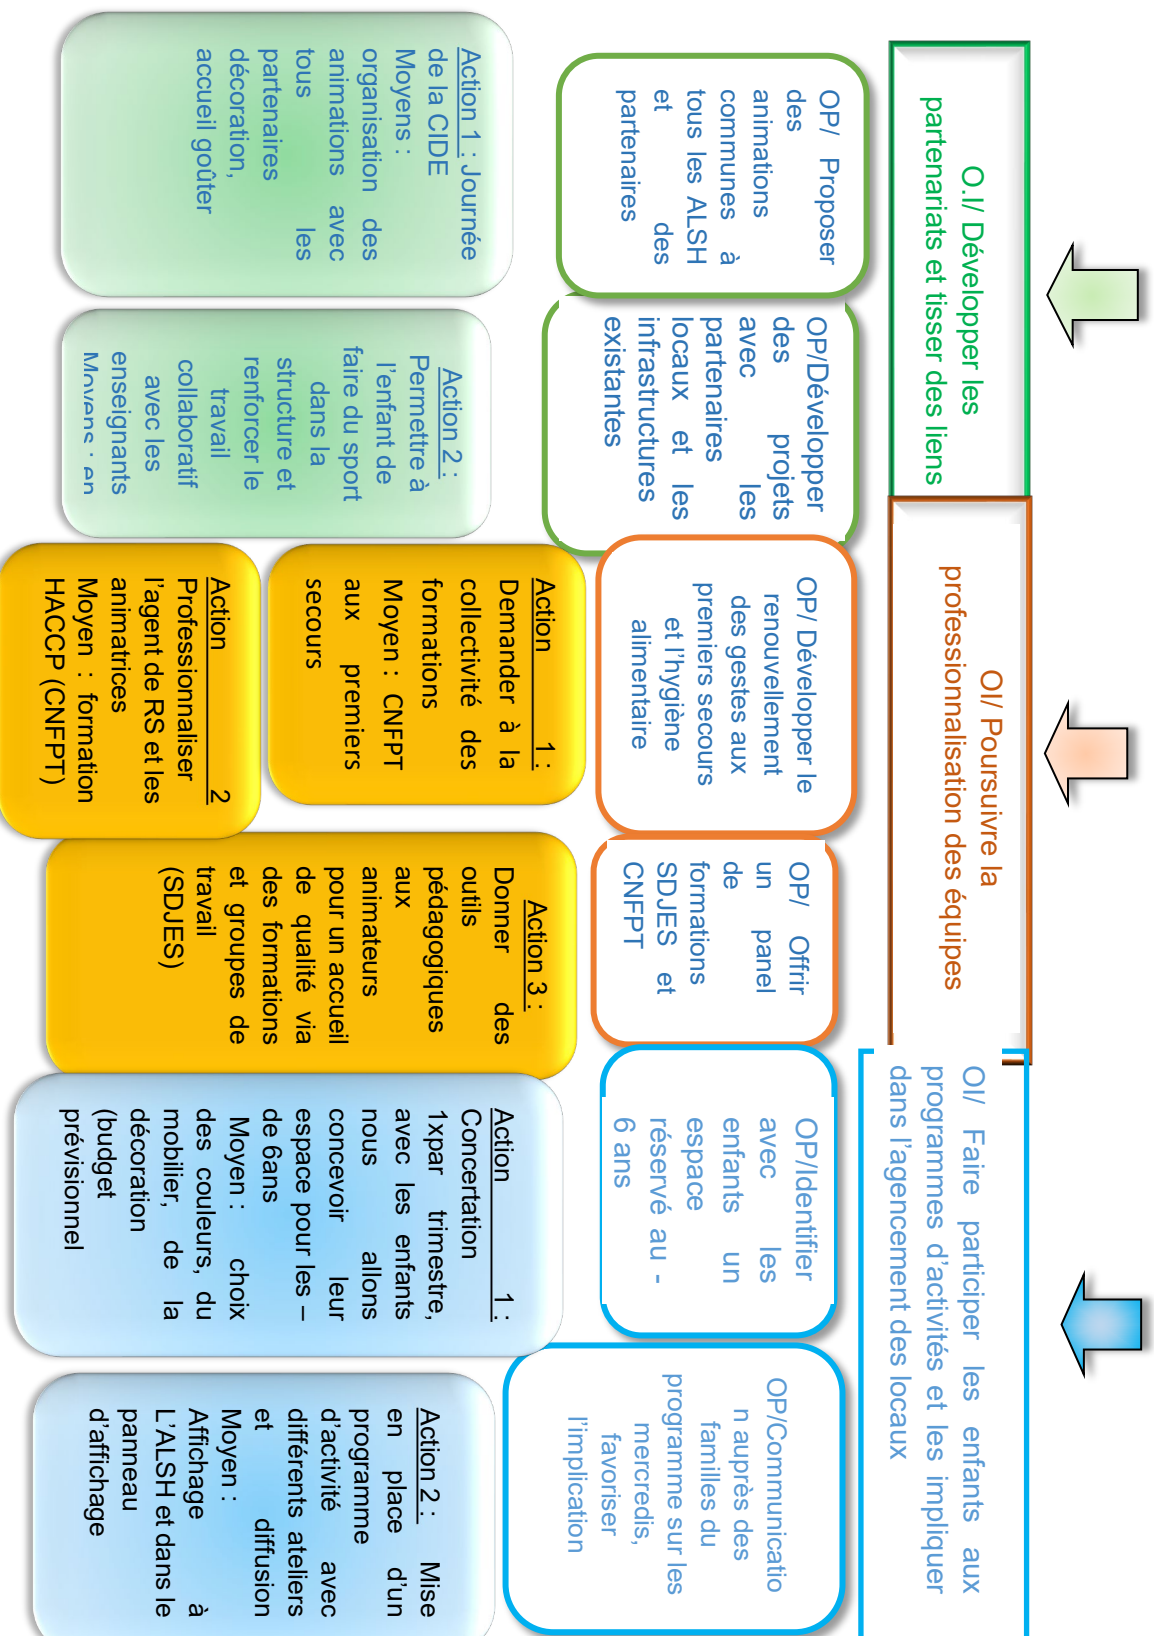 O.I/ Développer les
partenariats et tisser des liens
OI/ Poursuivre la
professionnalisation des équipes
OI/ Faire participer les enfants aux
programmes d'activités et les impliquer
dans l'agencement des locaux
OP/ Proposer
des
animations
communes à
tous les ALSH
et des
partenaires
OP/Développer
des projets
avec les
partenaires
locaux et les
infrastructures
existantes
OP/ Développer le
renouvellement
des gestes aux
premiers secours
et l'hygiène
alimentaire
OP/ Offrir
un panel
de
formations
SDJES et
CNFPT
OP/Identifier
avec les
enfants un
espace
réservé au -
6 ans
OP/Communicatio
n auprès des
familles du
programme sur les
mercredis,
favoriser
l'implication
Action 1 : Journée
de la CIDE
Moyens :
organisation des
animations avec
tous les
partenaires
décoration,
accueil goûter
Action 2 :
Permettre à
l'enfant de
faire du sport
dans la
structure et
renforcer le
travail
collaboratif
avec les
enseignants
Moyens : en
Action 1 :
Demander à la
collectivité des
formations
Moyen : CNFPT
aux premiers
secours
Action 2
Professionnaliser
l'agent de RS et les
animatrices
Moyen : formation
HACCP (CNFPT)
Action 3 :
Donner des
outils
pédagogiques
aux
animateurs
pour un accueil
de qualité via
des formations
et groupes de
travail
(SDJES)
Action 1 :
Concertation
1xpar trimestre,
avec les enfants
nous allons
concevoir leur
espace pour les –
de 6ans
Moyen : choix
des couleurs, du
mobilier, de la
décoration
(budget
prévisionnel
Action 2 : Mise
en place d'un
programme
d'activité avec
différents ateliers
et diffusion
Moyen :
Affichage à
L'ALSH et dans le
panneau
d'affichage